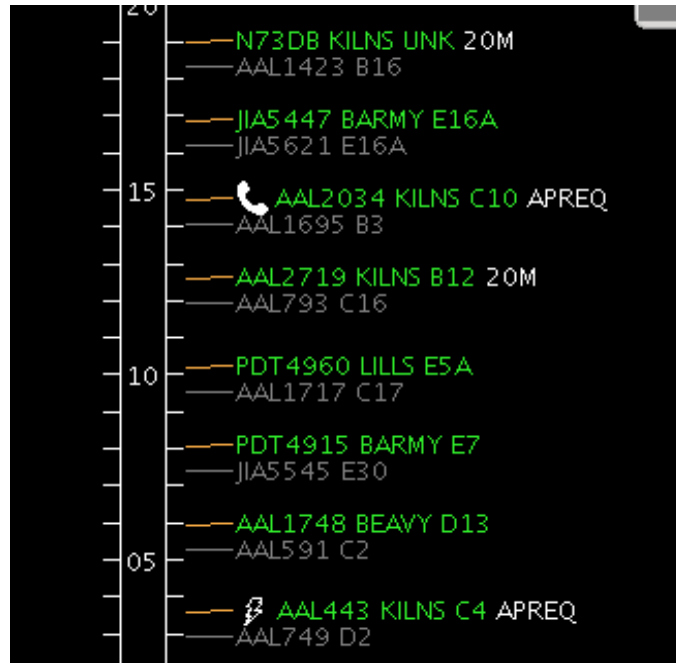 20
N73DB KILNS UNK 20M
AAL1423 B16
JIA5447 BARMY E16A
JIA5621 E16A
15
AAL2034 KILNS C10 APREQ
AAL1695 B3
AAL2719 KILNS B12 20M
AAL793 C16
10
PDT4960 LILLS E5A
AAL1717 C17
PDT4915 BARMY E7
JIA5545 E30
AAL1748 BEAVY D13
AAL591 C2
05
AAL443 KILNS C4 APREQ
AAL749 D2